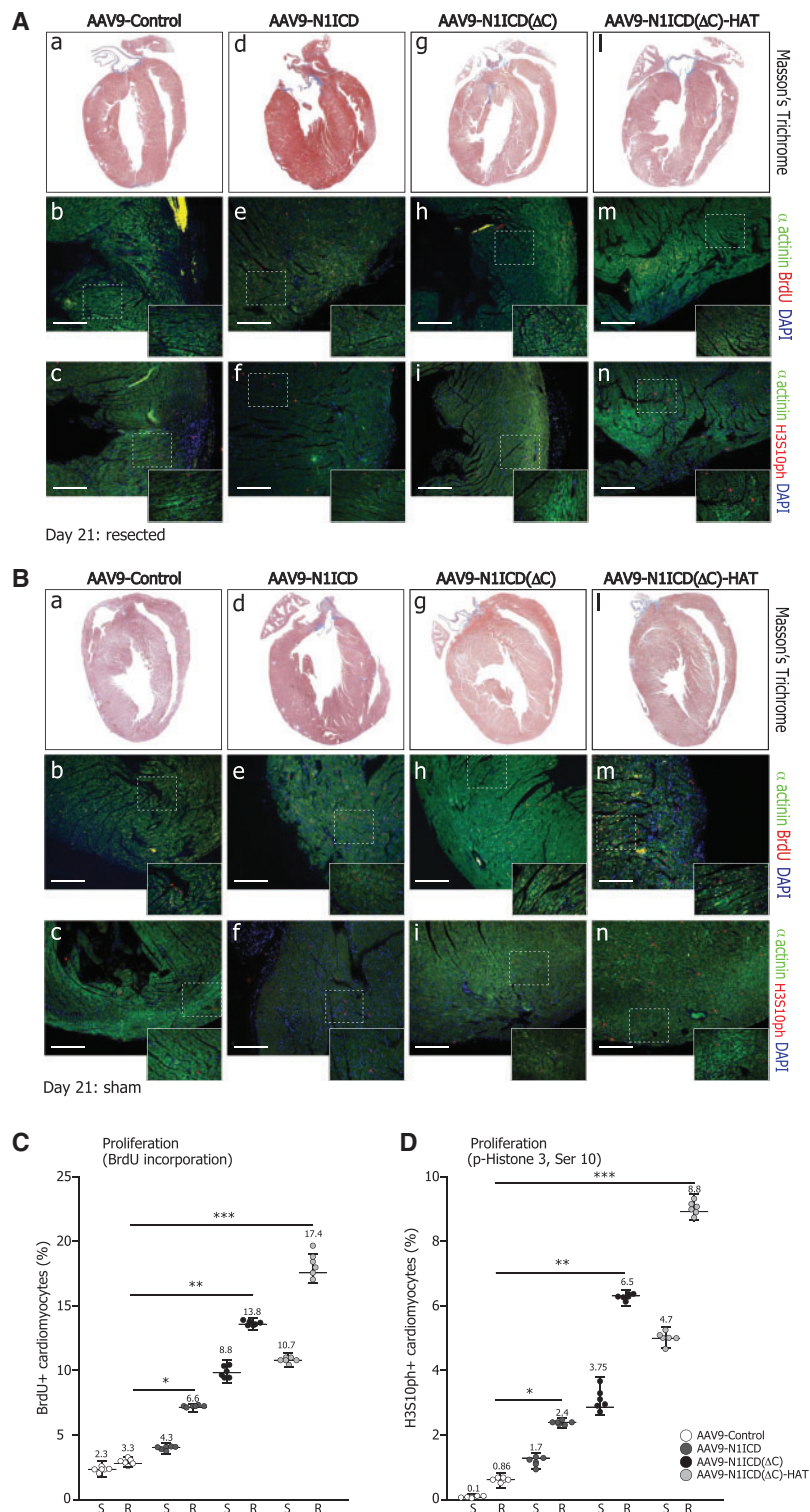 A
AAV9-Control
AAV9-N1ICD
AAV9-N1ICD(ΔC)
AAV9-N1ICD(ΔC)-HAT
a
d
g
l
Masson's Trichrome
b
e
h
m
α actinin BrdU DAPI
c
f
i
n
α actinin H3S10ph DAPI
Day 21: resected
B
AAV9-Control
AAV9-N1ICD
AAV9-N1ICD(ΔC)
AAV9-N1ICD(ΔC)-HAT
a
d
g
l
Masson's Trichrome
b
e
h
m
α actinin BrdU DAPI
c
f
i
n
α actinin H3S10ph DAPI
Day 21: sham
C
Proliferation
(BrdU incorporation)
BrdU+ cardiomyocytes (%)
25
20
15
10
5
0
2.3
3.3
4.3
6.6
8.8
13.8
10.7
17.4
*
**
***
S R S R S R S R
D
Proliferation
(p-Histone 3, Ser 10)
H3S10ph+ cardiomyocytes (%)
10
8
6
4
2
0
0.1
0.86
1.7
2.4
3.75
6.5
4.7
8.8
*
**
***
S R S R S R S R
AAV9-Control
AAV9-N1ICD
AAV9-N1ICD(ΔC)
AAV9-N1ICD(ΔC)-HAT